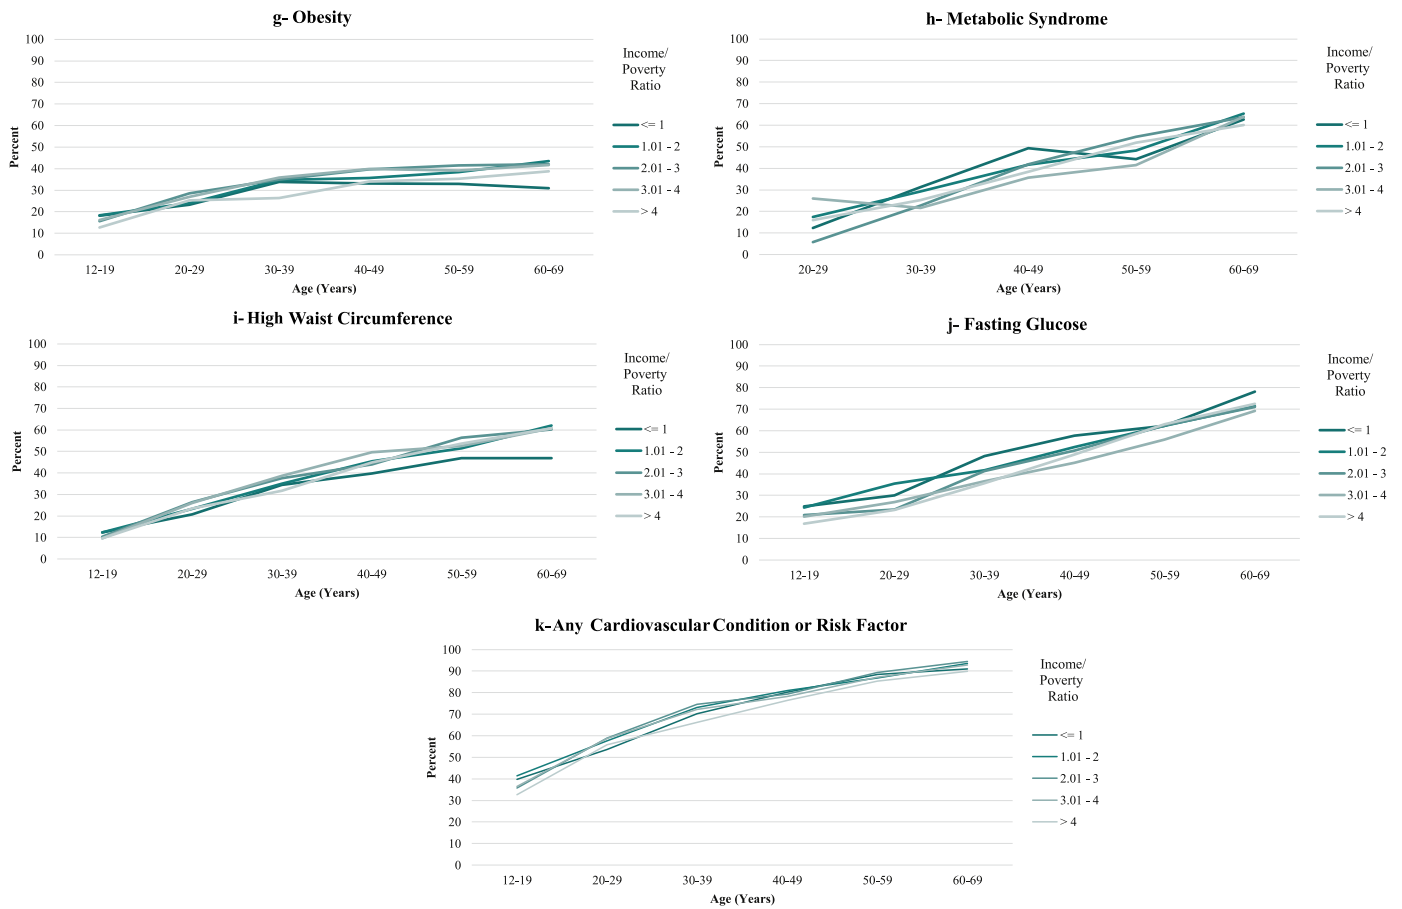 g- Obesity
100
90
80
70
60
50
40
30
20
10
0
Percent
12-19 20-29 30-39 40-49 50-59 60-69
Age (Years)
Income/
Poverty
Ratio
<= 1
1.01 - 2
2.01 - 3
3.01 - 4
> 4
h- Metabolic Syndrome
100
90
80
70
60
50
40
30
20
10
0
Percent
20-29 30-39 40-49 50-59 60-69
Age (Years)
Income/
Poverty
Ratio
<= 1
1.01 - 2
2.01 - 3
3.01 - 4
> 4
i- High Waist Circumference
100
90
80
70
60
50
40
30
20
10
0
Percent
12-19 20-29 30-39 40-49 50-59 60-69
Age (Years)
Income/
Poverty
Ratio
<= 1
1.01 - 2
2.01 - 3
3.01 - 4
> 4
j- Fasting Glucose
100
90
80
70
60
50
40
30
20
10
0
Percent
12-19 20-29 30-39 40-49 50-59 60-69
Age (Years)
Income/
Poverty
Ratio
<= 1
1.01 - 2
2.01 - 3
3.01 - 4
> 4
k-Any Cardiovascular Condition or Risk Factor
100
90
80
70
60
50
40
30
20
10
0
Percent
12-19 20-29 30-39 40-49 50-59 60-69
Age (Years)
Income/
Poverty
Ratio
<= 1
1.01 - 2
2.01 - 3
3.01 - 4
> 4